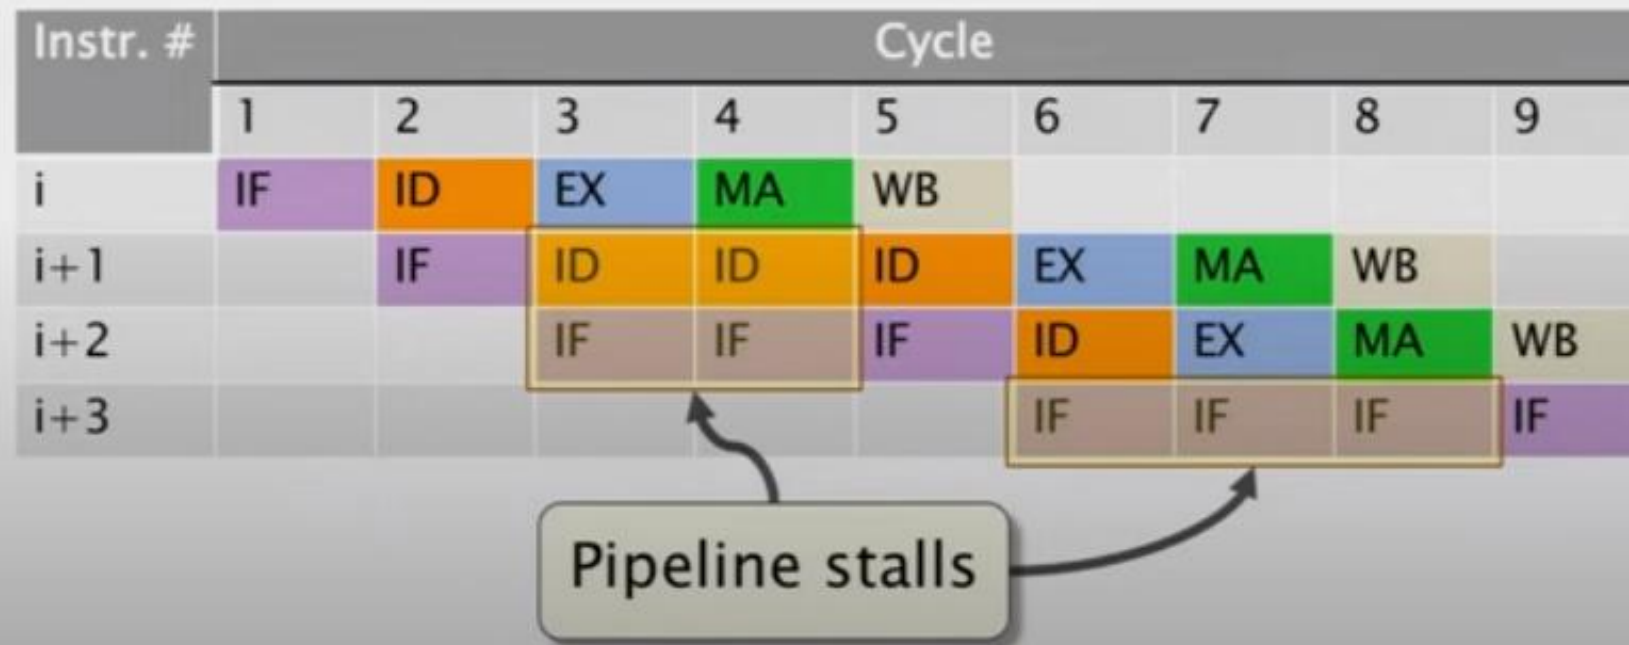 Instr. # Cycle
1 2 3 4 5 6 7 8 9
i IF ID EX MA WB
i+1 IF ID ID ID EX MA WB
i+2 IF IF IF ID EX MA WB
i+3 IF IF IF IF
Pipeline stalls